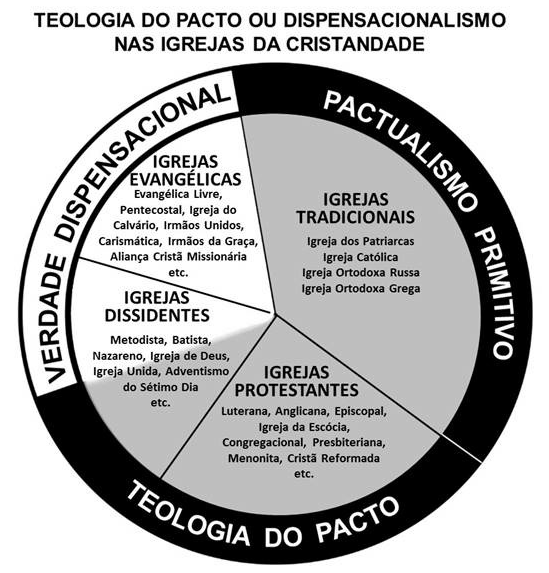 TEOLOGIA DO PACTO OU DISPENSACIONALISMO
NAS IGREJAS DA CRISTANDADE
VERDADE DISPENSACIONAL
PACTUALISMO PRIMITIVO
IGREJAS
EVANGÉLICAS
Evangélica Livre,
Pentecostal, Igreja do
Calvário, Irmãos Unidos,
Carismática, Irmãos da Graça,
Aliança Cristã Missionária
etc.
IGREJAS
TRADICIONAIS
Igreja dos Patriarcas
Igreja Católica
Igreja Ortodoxa Russa
Igreja Ortodoxa Grega
IGREJAS
DISSIDENTES
Metodista, Batista,
Nazareno, Igreja de Deus,
Igreja Unida, Adventismo
do Sétimo Dia
etc.
IGREJAS
PROTESTANTES
Luterana, Anglicana, Episcopal,
Igreja da Escócia,
Congregacional, Presbiteriana,
Menonita, Cristã Reformada
etc.
TEOLOGIA DO PACTO